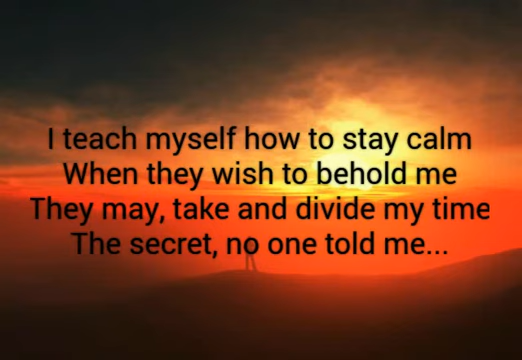 I teach myself how to stay calm
When they wish to behold me
They may, take and divide my time
The secret, no one told me...